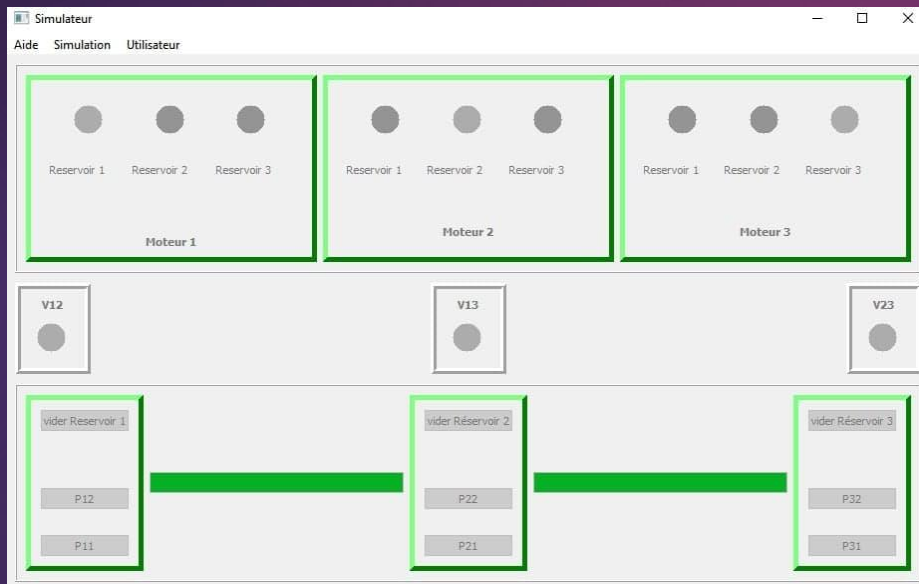 Simulateur
Aide Simulation Utilisateur
Reservoir 1 Reservoir 2 Reservoir 3
Moteur 1
Reservoir 1 Reservoir 2 Reservoir 3
Moteur 2
Reservoir 1 Reservoir 2 Reservoir 3
Moteur 3
V12
V13
V23
vider Reservoir 1
P12
P11
vider Réservoir 2
P22
P21
vider Réservoir 3
P32
P31